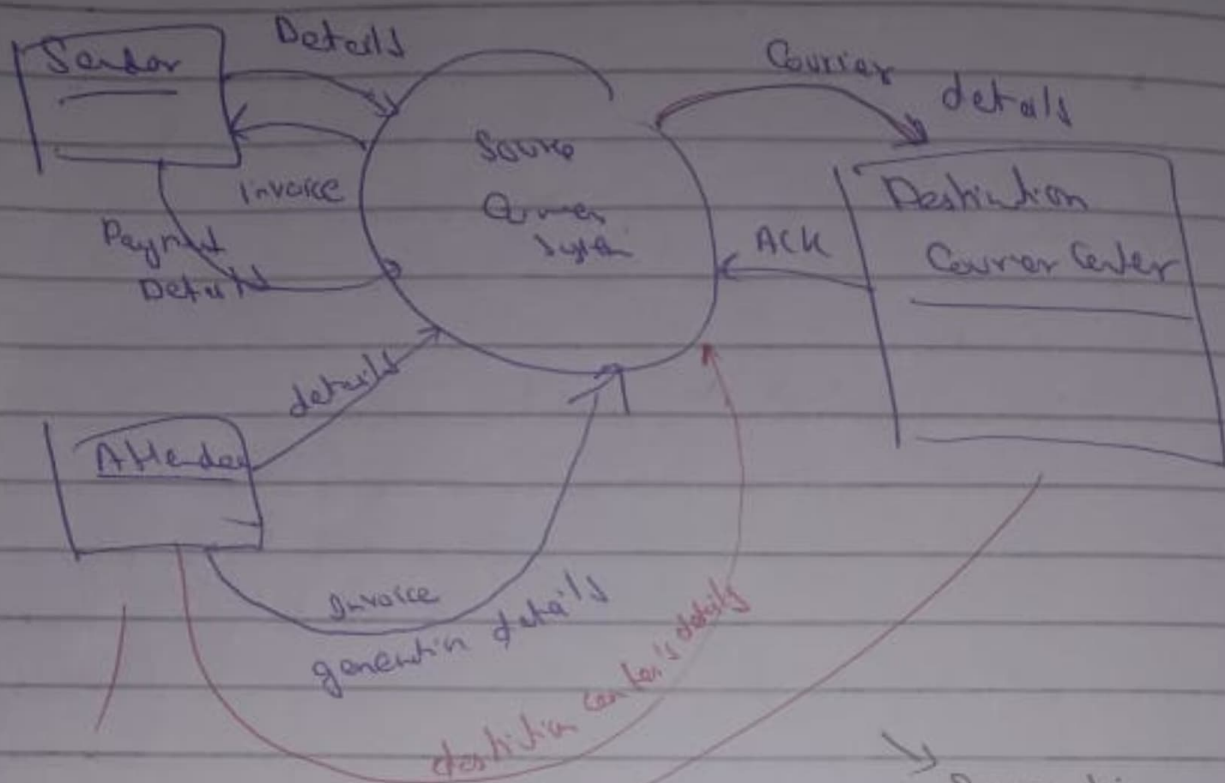 Details
Sender
Courier
details
Source
Courier
System
Invoice
Payment
Details
ACK
Destination
Courier Center
details
Attender
Invoice
generation details
destination center's details